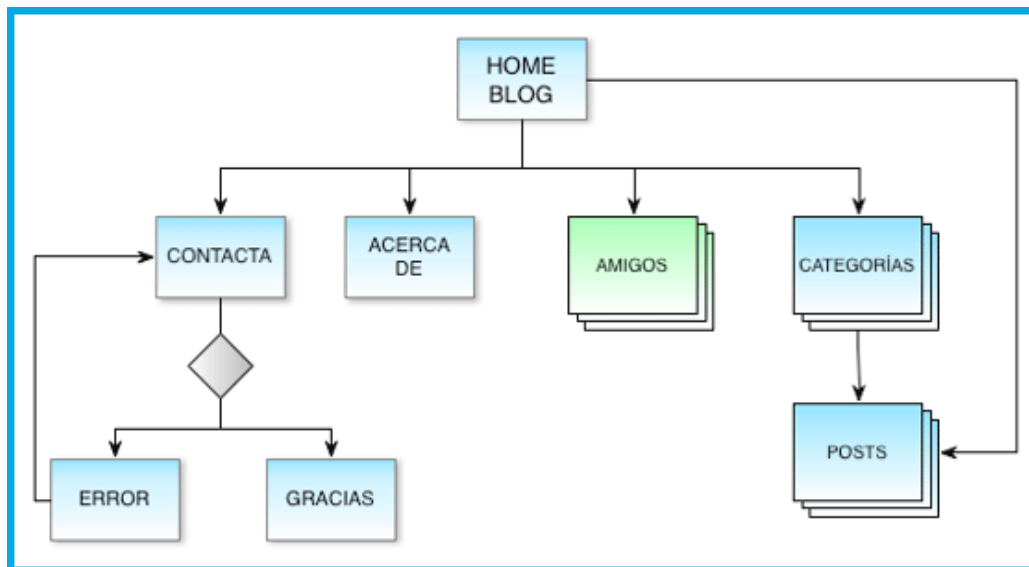 HOME
BLOG
CONTACTA
ACERCA
DE
AMIGOS
CATEGORÍAS
POSTS
ERROR
GRACIAS